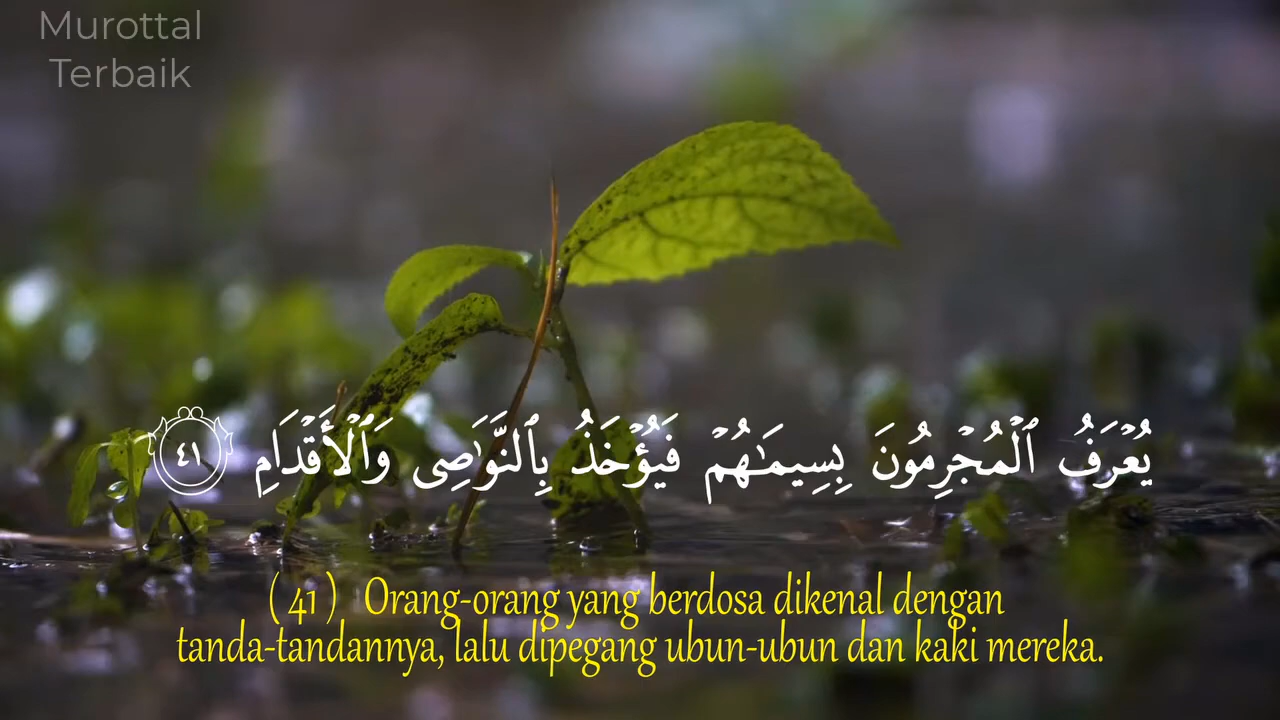 Murottal
Terbaik
يُعْرَفُ ٱلْمُجْرِمُونَ بِسِيمَـٰهُمْ فَيُؤْخَذُ بِٱلنَّوَٰصِى وَٱلْأَقْدَامِ ٤١
( 41 ) Orang-orang yang berdosa dikenal dengan
tanda-tandannya, lalu dipegang ubun-ubun dan kaki mereka.